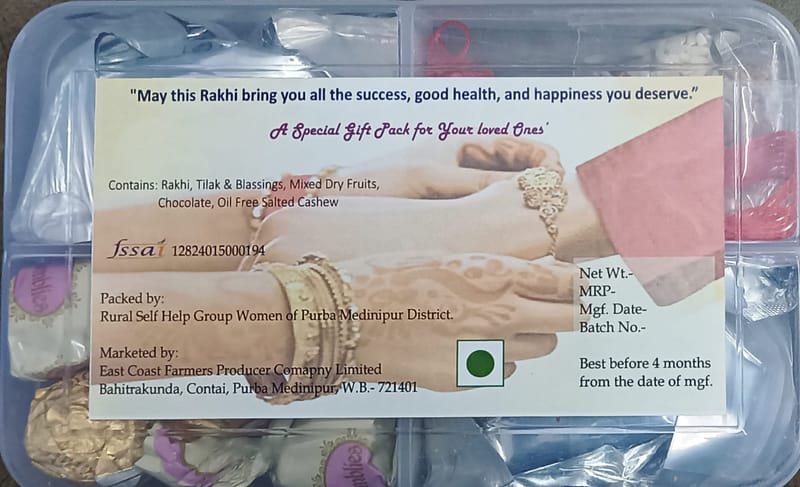 "May this Rakhi bring you all the success, good health, and happiness you deserve."
A Special Gift Pack for Your loved Ones'
Contains: Rakhi, Tilak & Blassings, Mixed Dry Fruits,
Chocolate, Oil Free Salted Cashew
fssai 12824015000194
Packed by:
Rural Self Help Group Women of Purba Medinipur District.
Marketed by:
East Coast Farmers Producer Comapny Limited
Bahitrakunda, Contai, Purba Medinipur, W.B.- 721401
Net Wt.-
MRP-
Mgf. Date-
Batch No.-
Best before 4 months
from the date of mgf.